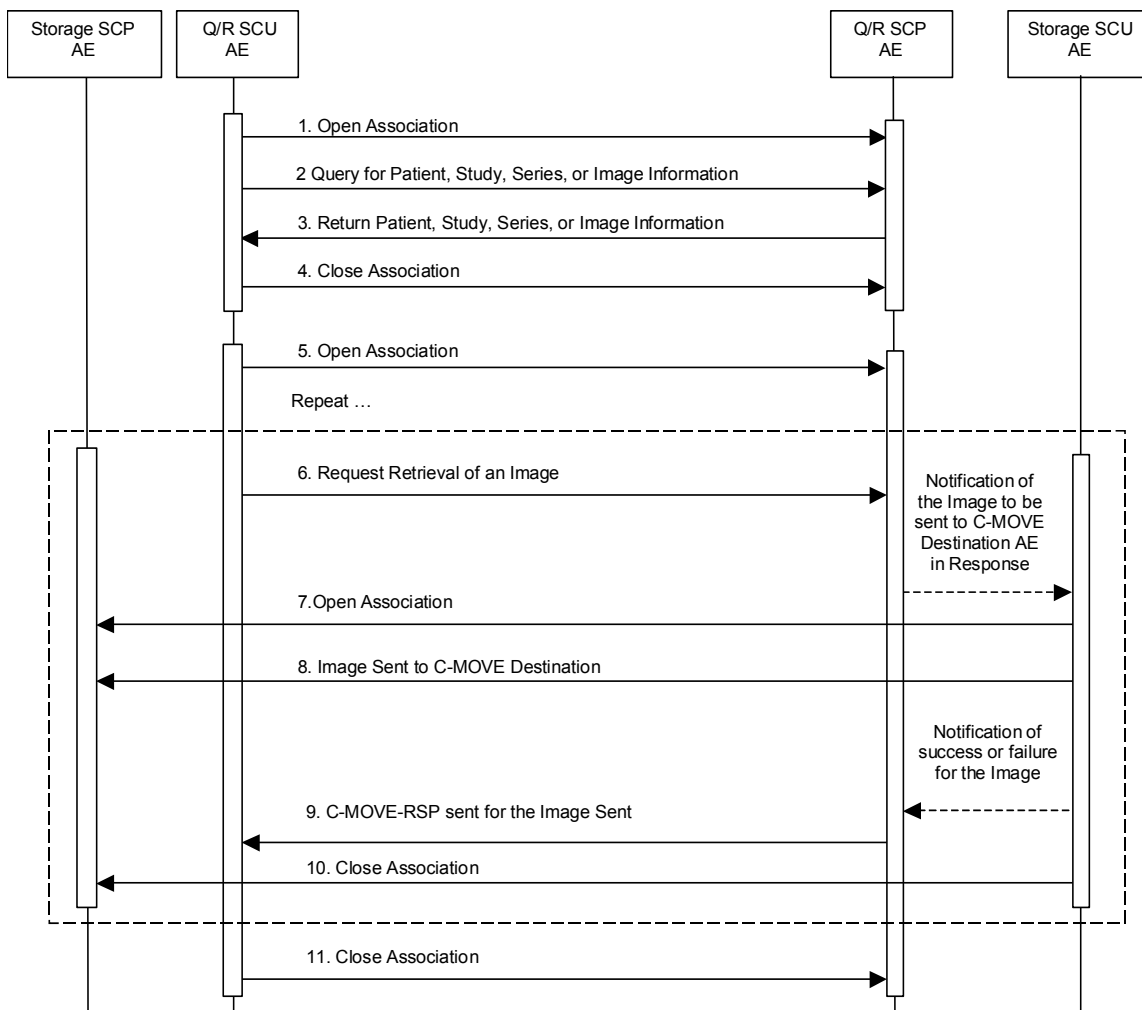 Storage SCP
AE
Q/R SCU
AE
Q/R SCP
AE
Storage SCU
AE
1. Open Association
2 Query for Patient, Study, Series, or Image Information
3. Return Patient, Study, Series, or Image Information
4. Close Association
5. Open Association
Repeat ...
6. Request Retrieval of an Image
Notification of
the Image to be
sent to C-MOVE
Destination AE
in Response
7.Open Association
8. Image Sent to C-MOVE Destination
Notification of
success or failure
for the Image
9. C-MOVE-RSP sent for the Image Sent
10. Close Association
11. Close Association